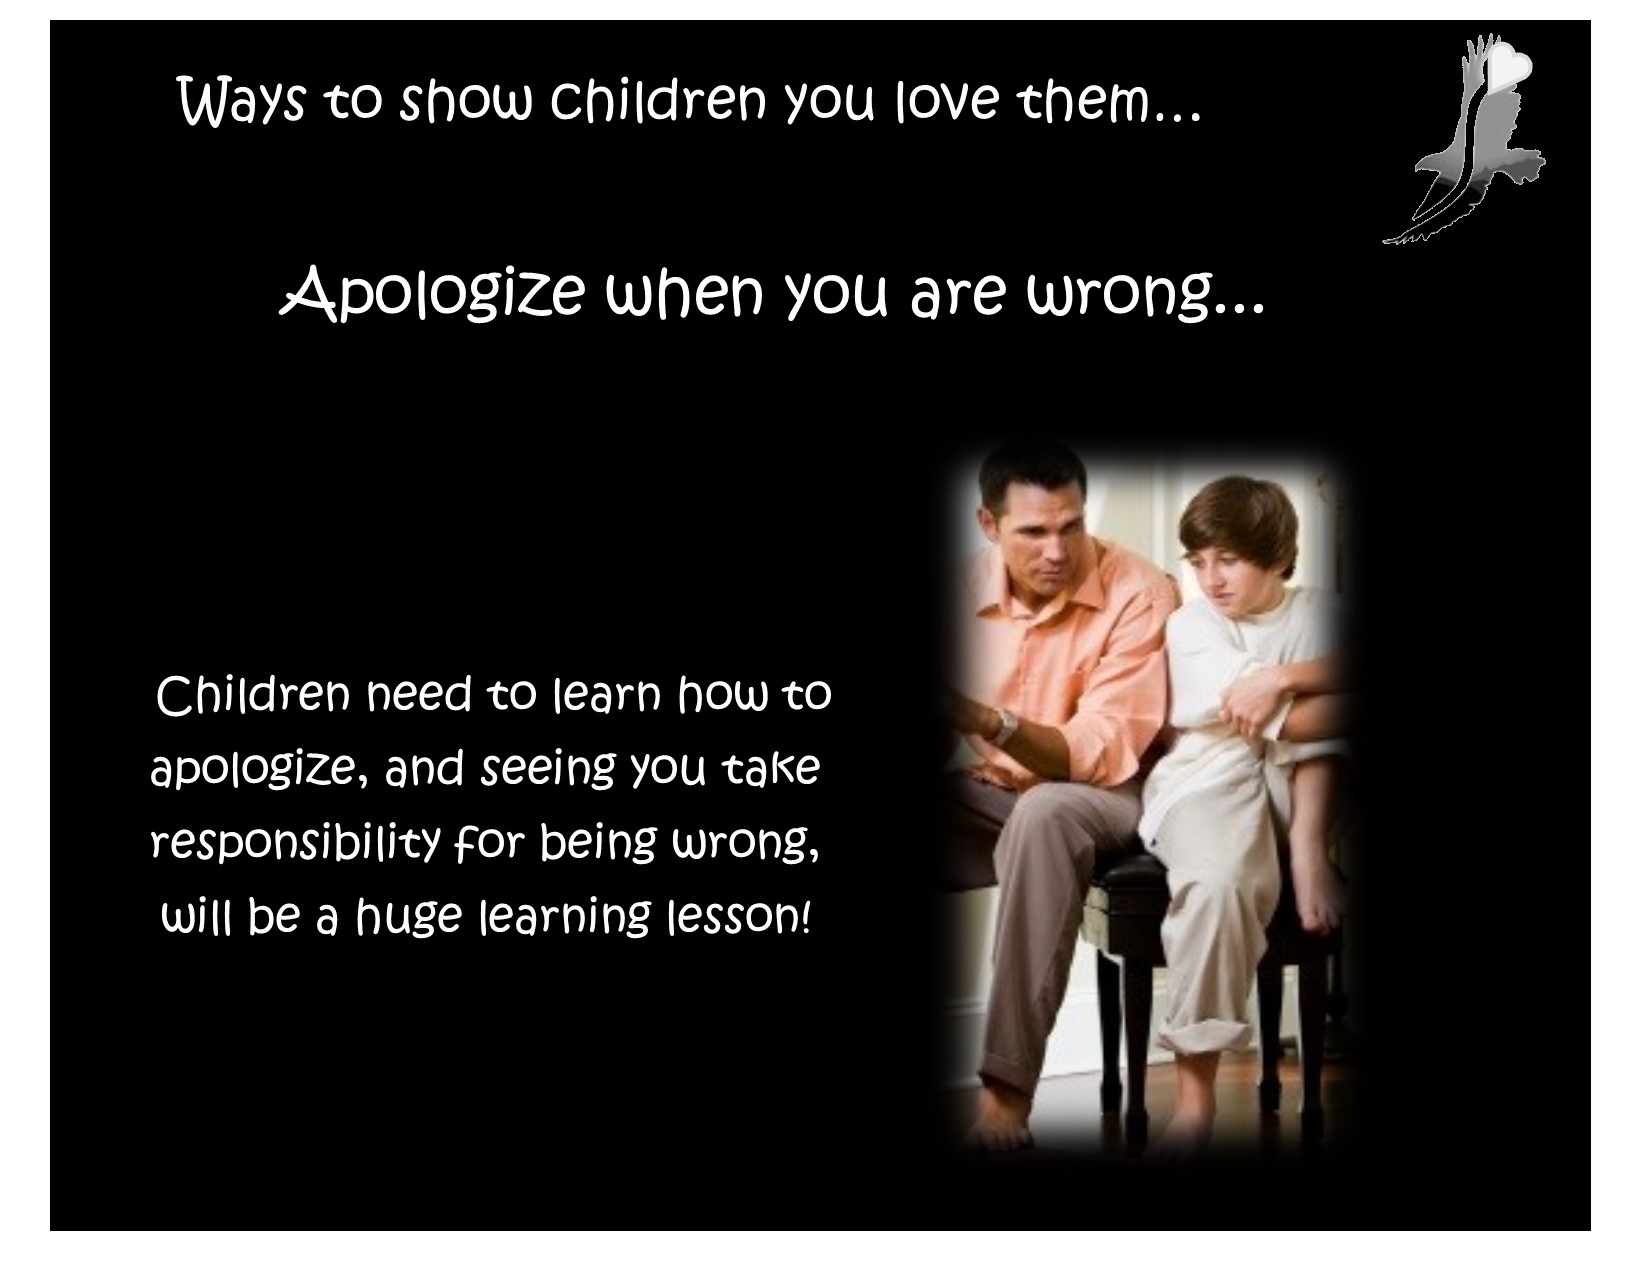 Ways to show children you love them...
Apologize when you are wrong...
Children need to learn how to
apologize, and seeing you take
responsibility for being wrong,
will be a huge learning lesson!